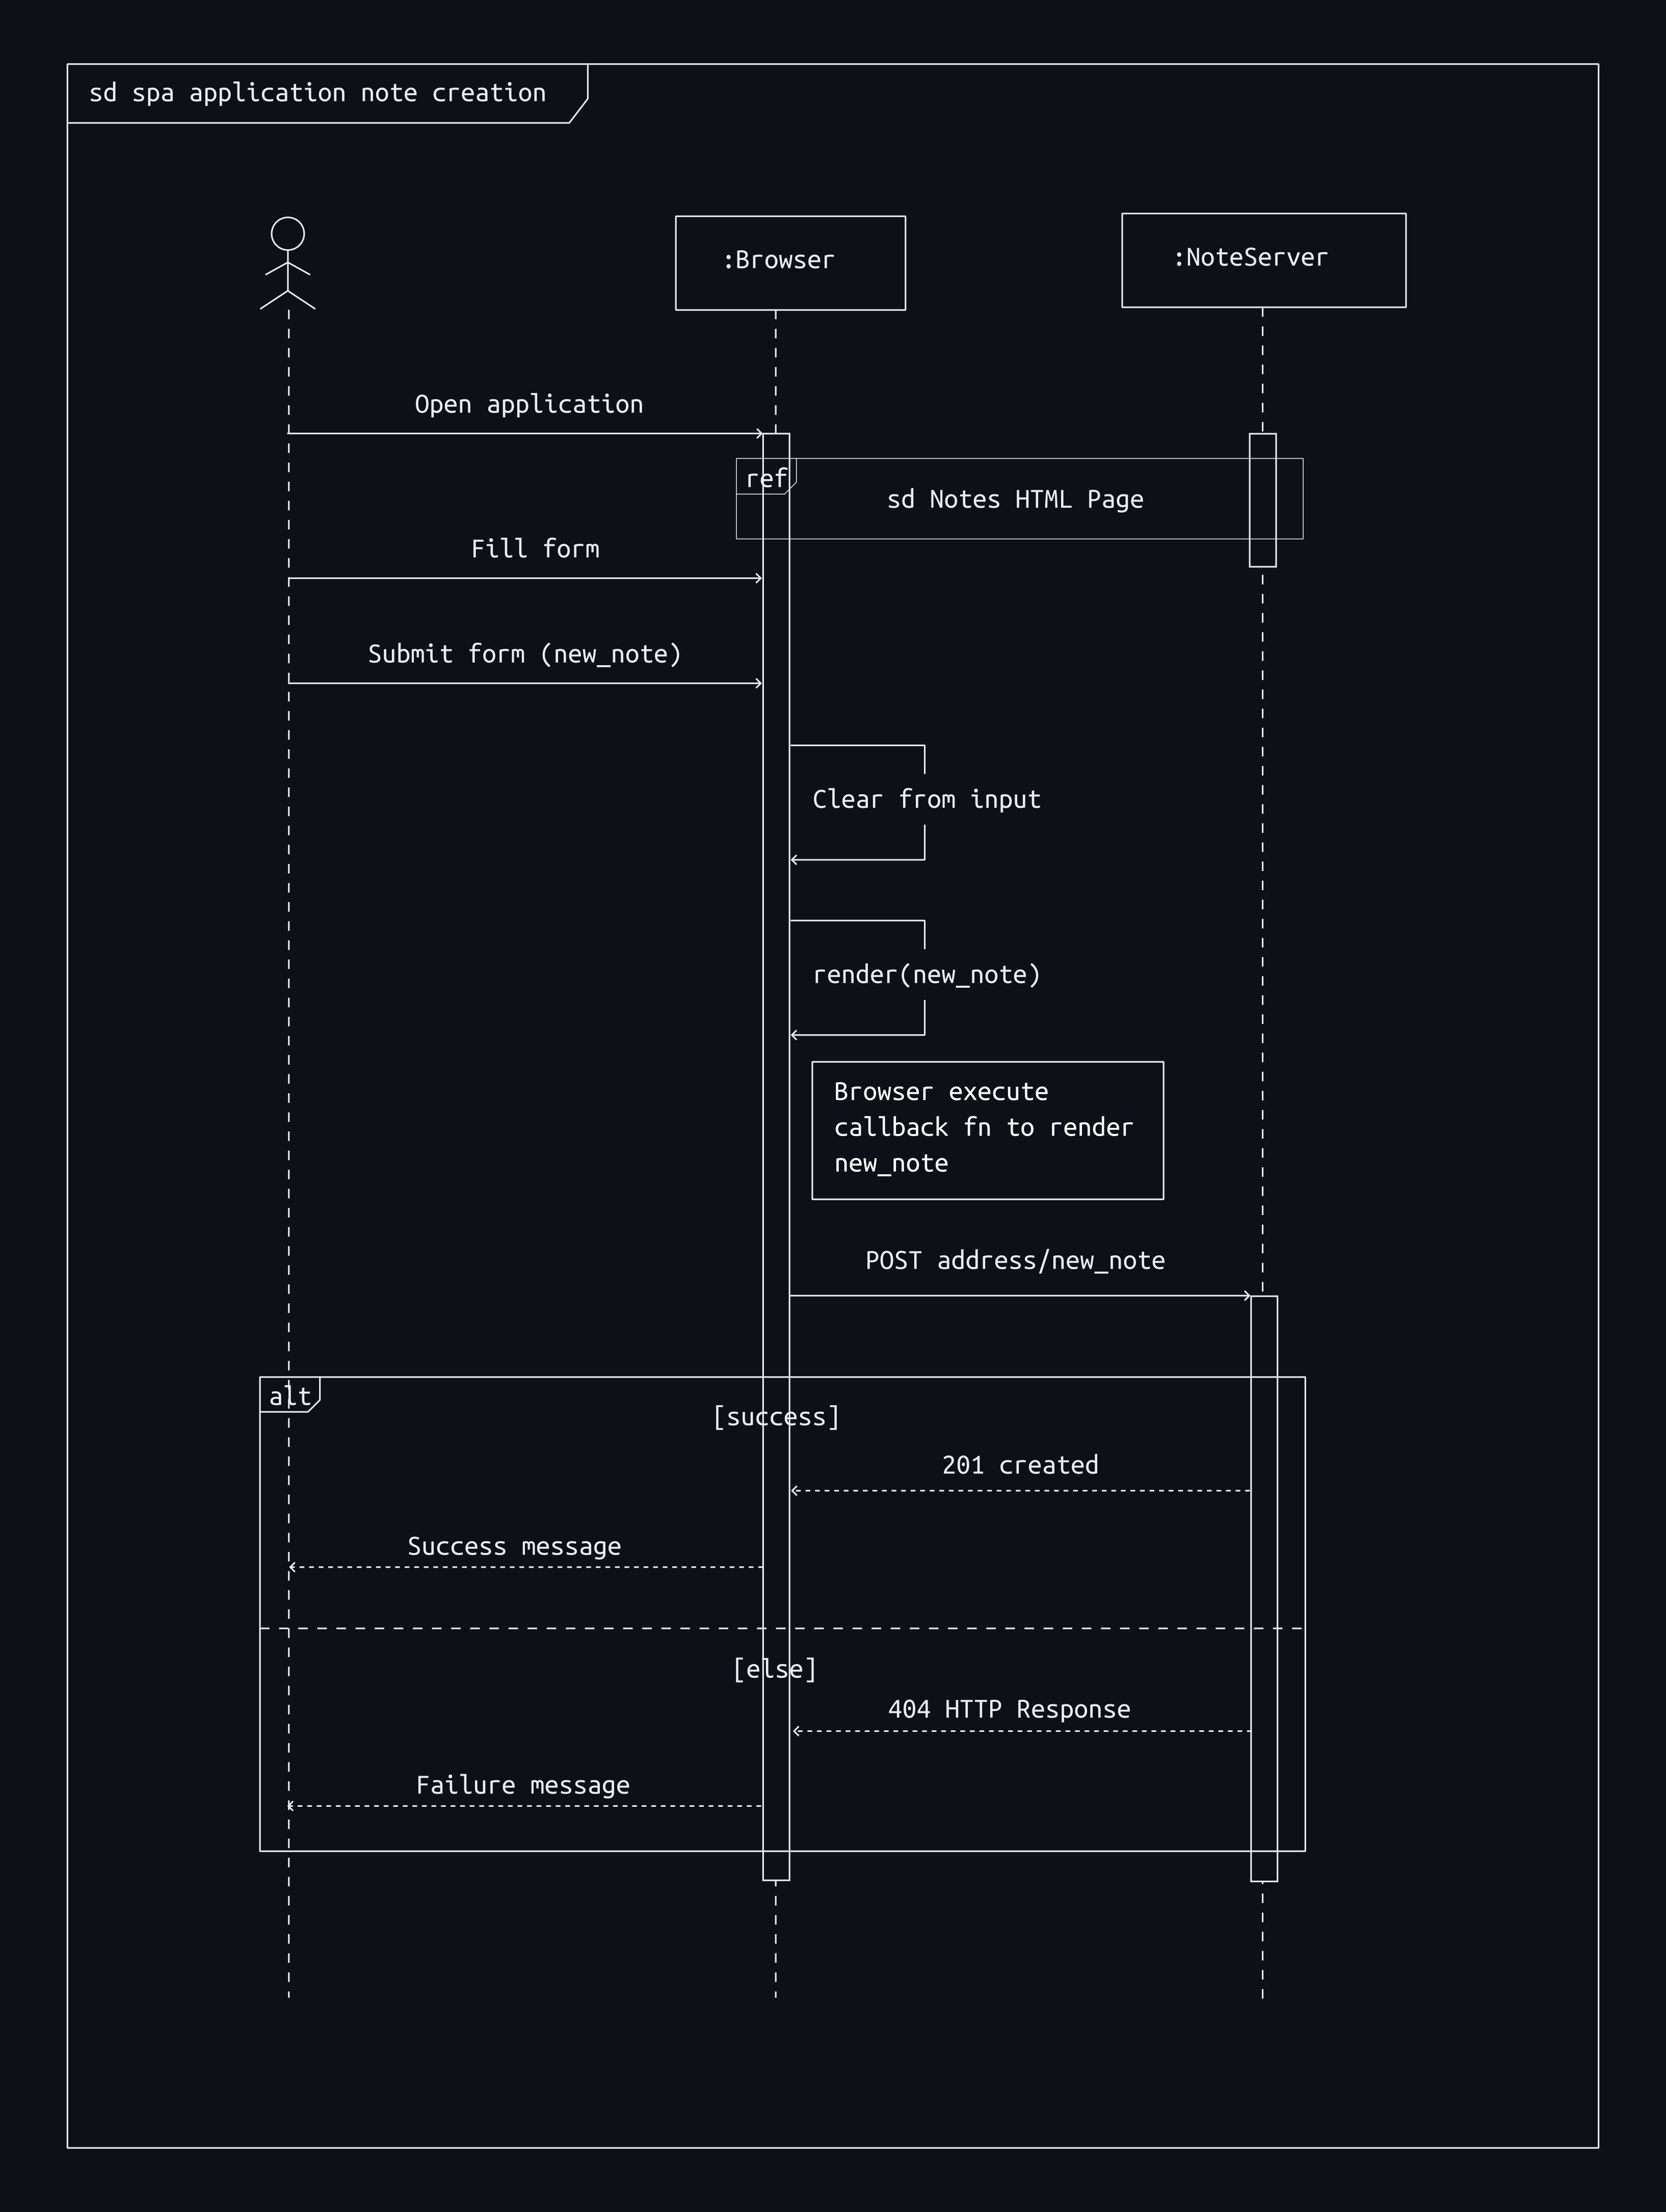 sd spa application note creation
:Browser
:NoteServer
Open application
ref
sd Notes HTML Page
Fill form
Submit form (new_note)
Clear from input
render(new_note)
Browser execute
callback fn to render
new_note
POST address/new_note
alt
[success]
201 created
Success message
[else]
404 HTTP Response
Failure message